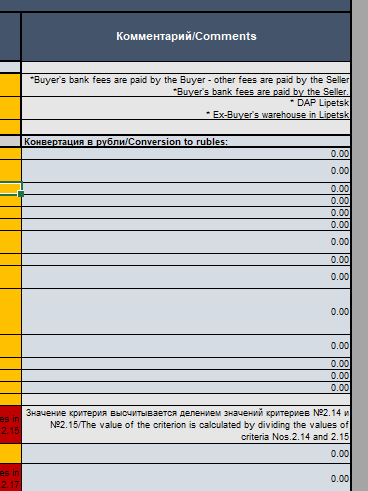 Комментарий/Comments
*Buyer's bank fees are paid by the Buyer - other fees are paid by the Seller
*Buyer's bank fees are paid by the Seller.
* DAP Lipetsk
* Ex-Buyer's warehouse in Lipetsk
Конвертация в рубли/Conversion to rubles:
0.00
0.00
0.00
0.00
0.00
0.00
0.00
0.00
0.00
0.00
0.00
0.00
0.00
0.00
Значение критерия высчитывается делением значений критериев №2.14 и
es in №2.15/The value of the criterion is calculated by dividing the values of
2.15 criteria Nos.2.14 and 2.15
0.00
es in
2.17 0.00